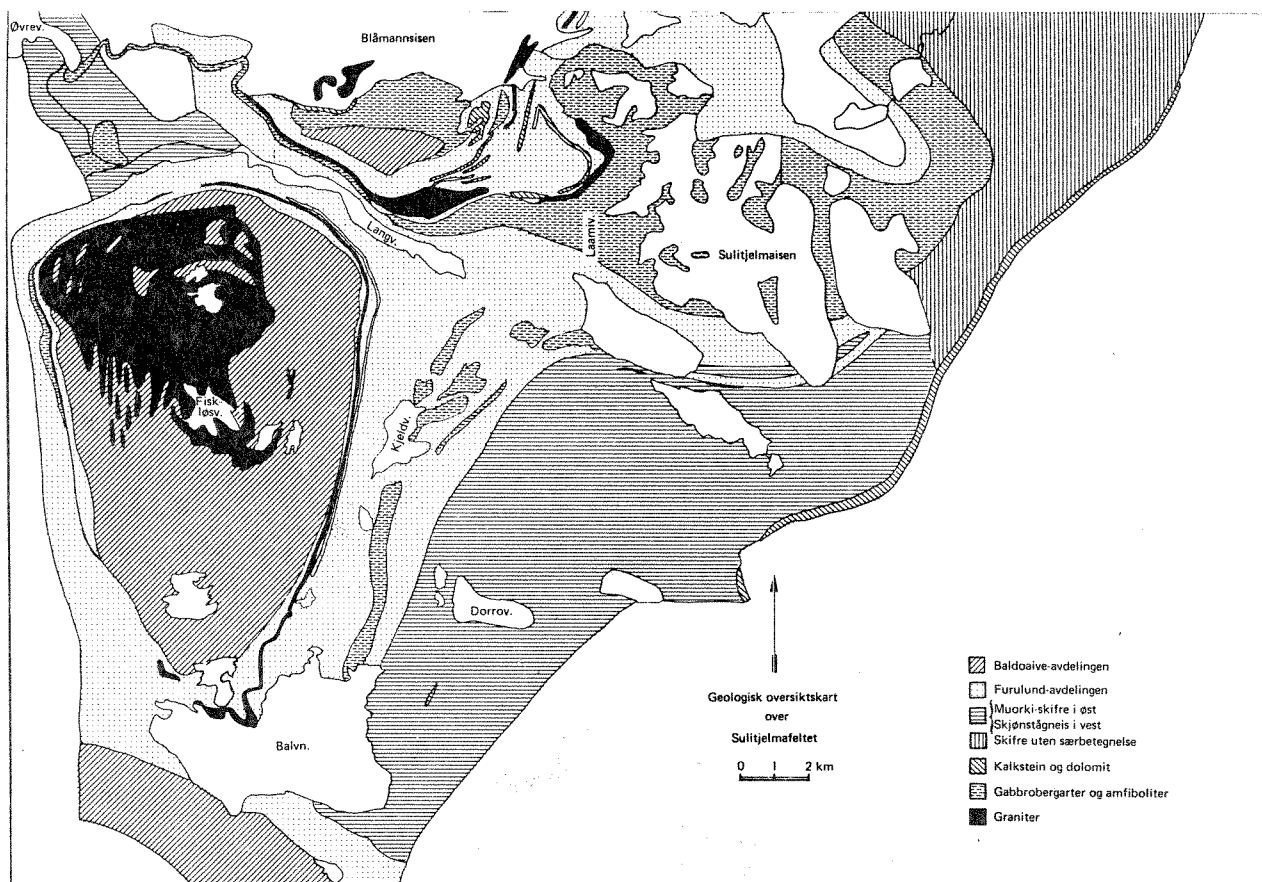 Øvrev.
Blåmannsisen
Langv.
Laamiv.
Sulitjelmaisen
Fisk-
løsv.
Kjeldv.
Dorrov.
Balvn.
Geologisk oversiktskart
over
Sulitjelmafeltet
0 1 2 km
Baldoaive-avdelingen
Furulund-avdelingen
Muorki-skifre i øst
Skjønstågneis i vest
Skifre uten særbetegnelse
Kalkstein og dolomit
Gabbrobergarter og amfiboliter
Graniter